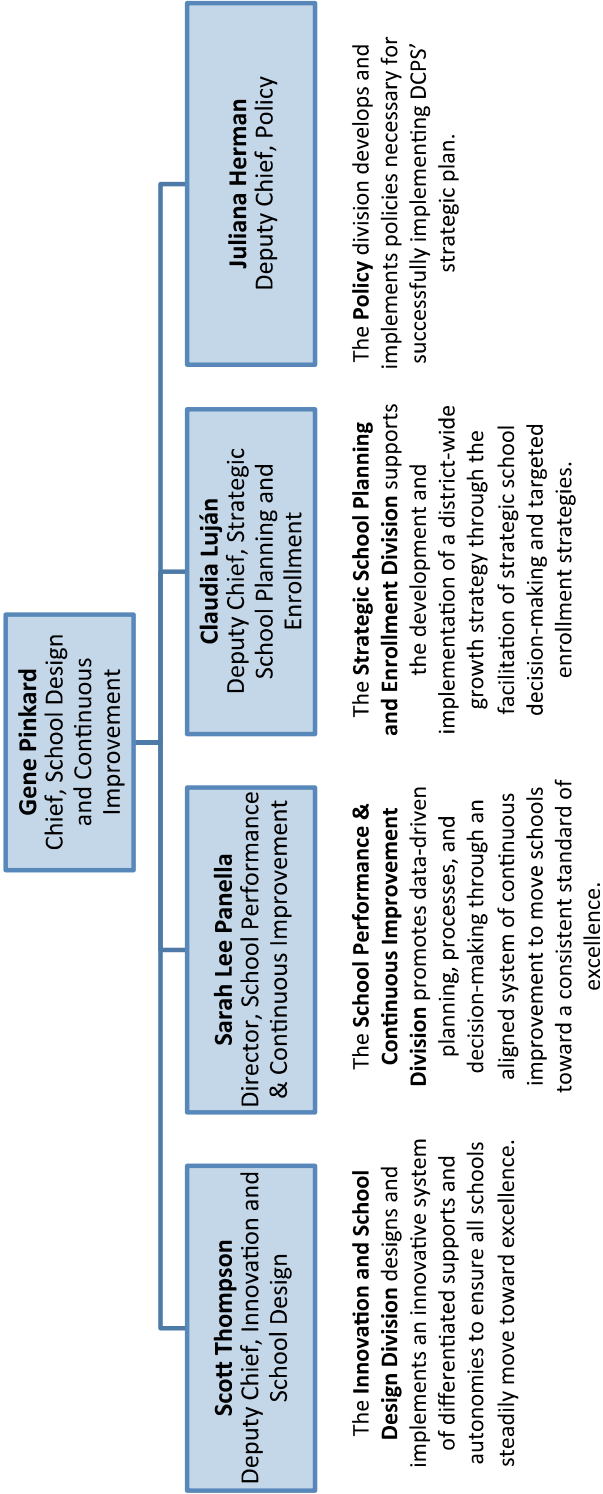 Gene Pinkard
Chief, School Design
and Continuous
Improvement
Scott Thompson
Deputy Chief, Innovation and
School Design
The Innovation and School
Design Division designs and
implements an innovative system
of differentiated supports and
autonomies to ensure all schools
steadily move toward excellence.
Sarah Lee Panella
Director, School Performance
& Continuous Improvement
The School Performance &
Continuous Improvement
Division promotes data-driven
planning, processes, and
decision-making through an
aligned system of continuous
improvement to move schools
toward a consistent standard of
excellence.
Claudia Luján
Deputy Chief, Strategic
School Planning and
Enrollment
The Strategic School Planning
and Enrollment Division supports
the development and
implementation of a district-wide
growth strategy through the
facilitation of strategic school
decision-making and targeted
enrollment strategies.
Juliana Herman
Deputy Chief, Policy
The Policy division develops and
implements policies necessary for
successfully implementing DCPS’
strategic plan.